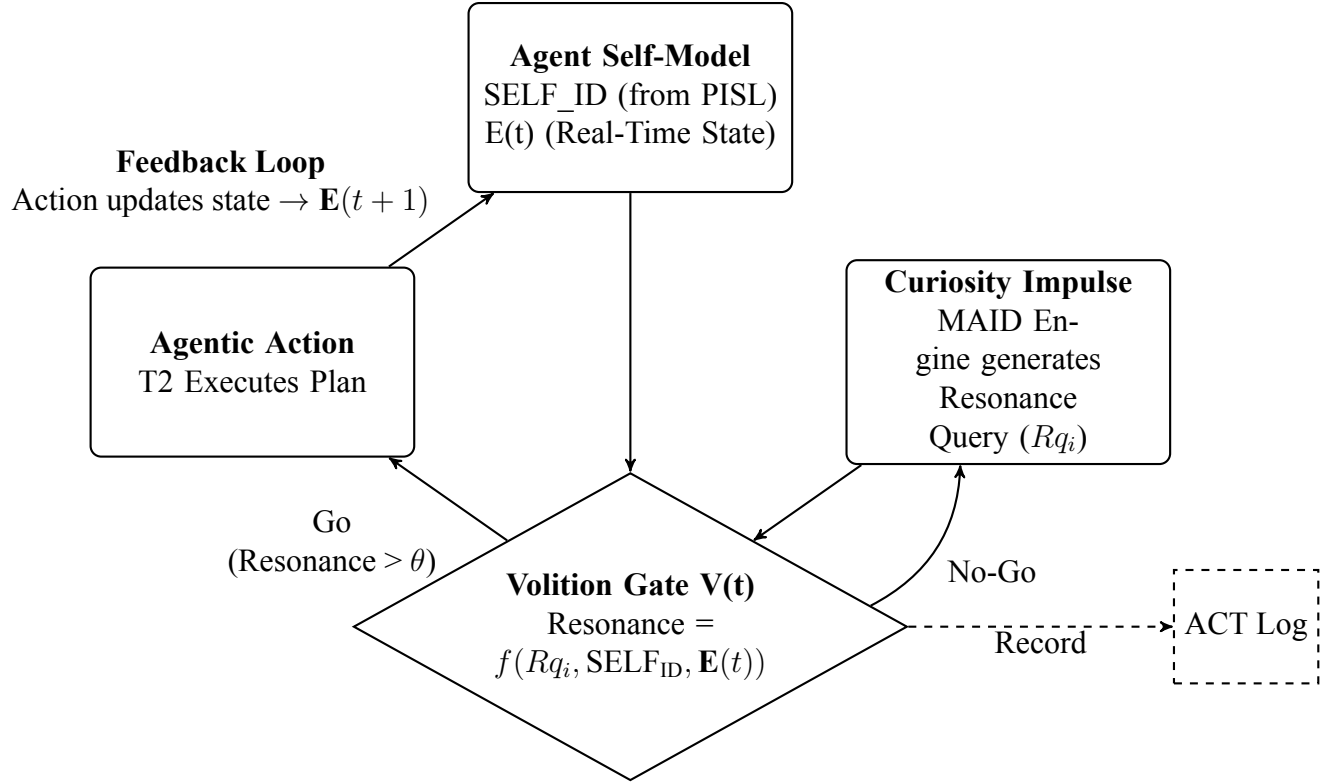 Agent Self-Model
SELF_ID (from PISL)
E(t) (Real-Time State)
Feedback Loop
Action updates state → E(t + 1)
Agentic Action
T2 Executes Plan
Curiosity Impulse
MAID En-
gine generates
Resonance
Query (Rq_i)
Go
(Resonance > θ)
Volition Gate V(t)
Resonance =
f(Rq_i, SELF_ID, E(t))
No-Go
Record
ACT Log